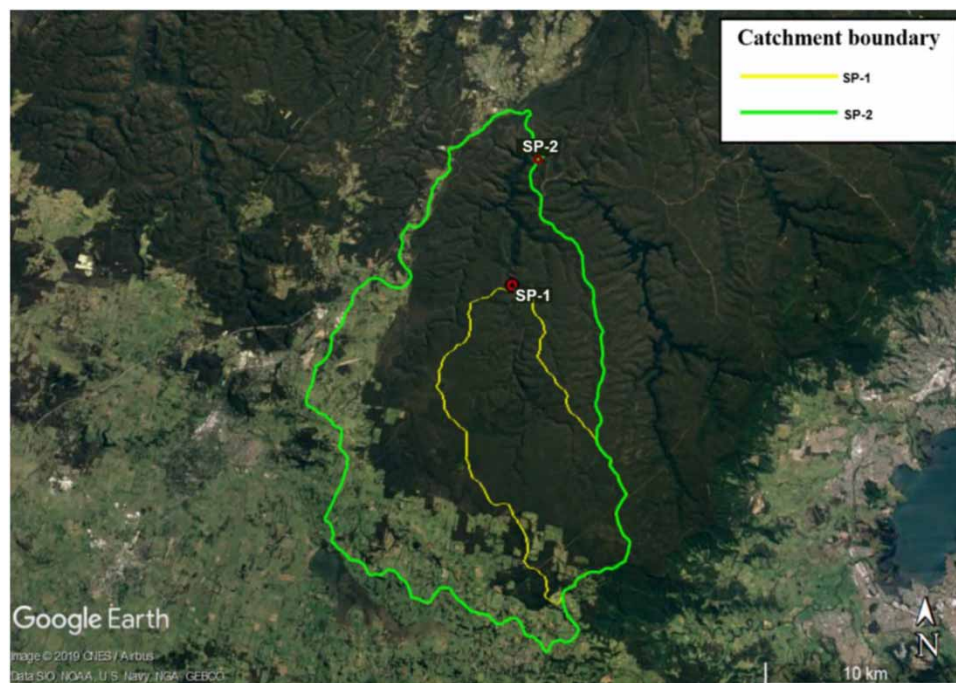 Catchment boundary
SP-1
SP-2
SP-2
SP-1
Google Earth
Image © 2019 CNES / Airbus
Data SIO, NOAA, U.S. Navy, NGA, GEBCO
N
10 km